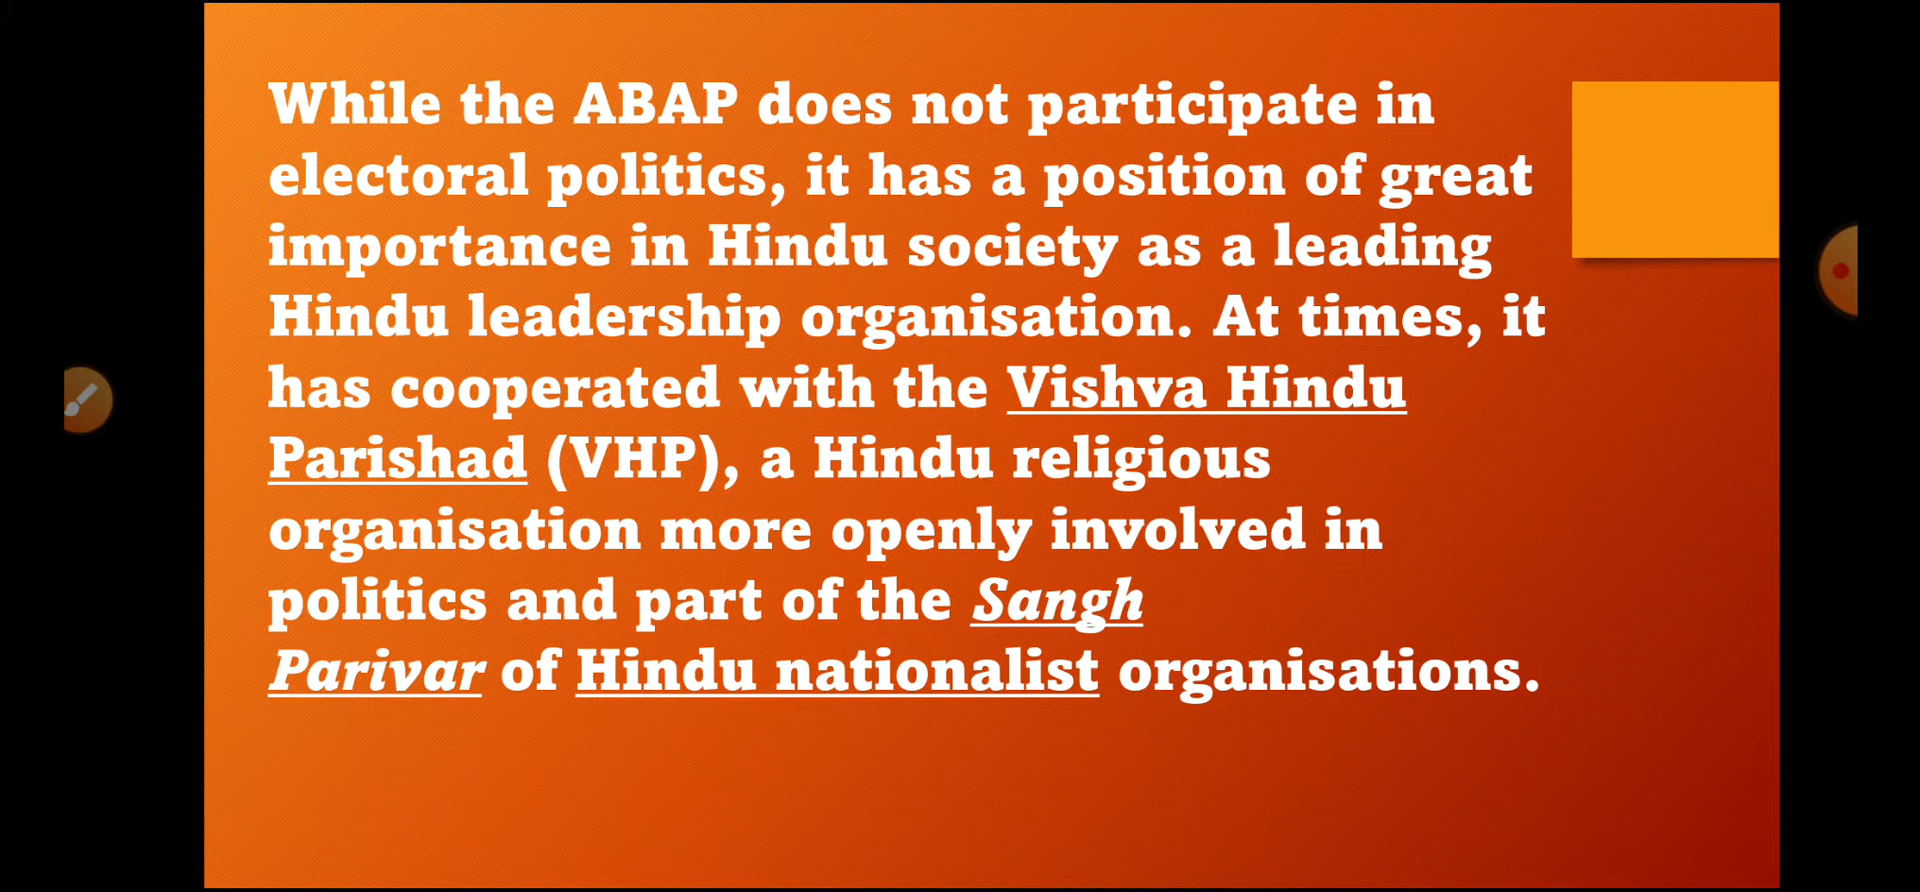 While the ABAP does not participate in
electoral politics, it has a position of great
importance in Hindu society as a leading
Hindu leadership organisation. At times, it
has cooperated with the Vishva Hindu
Parishad (VHP), a Hindu religious
organisation more openly involved in
politics and part of the Sangh
Parivar of Hindu nationalist organisations.